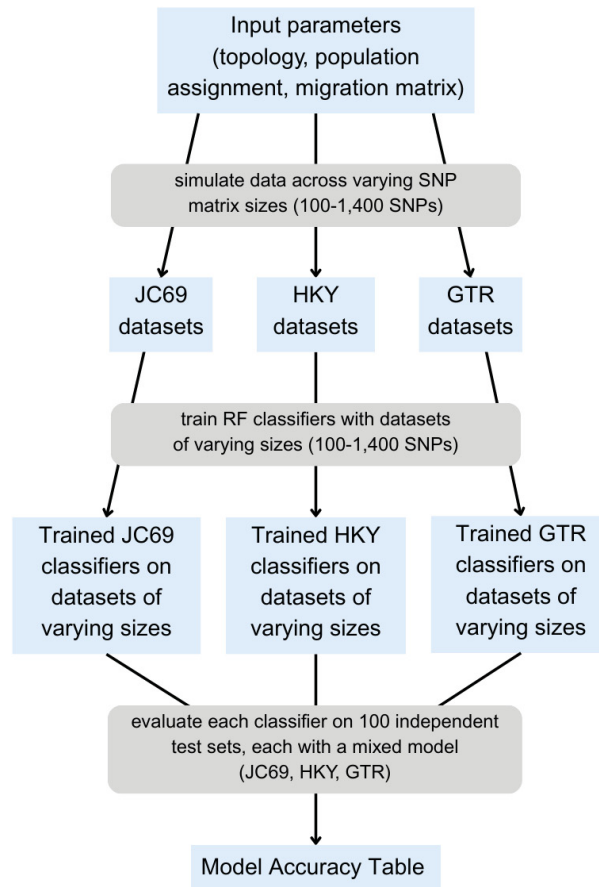 Input parameters
(topology, population
assignment, migration matrix)
simulate data across varying SNP
matrix sizes (100-1,400 SNPs)
JC69
datasets
HKY
datasets
GTR
datasets
train RF classifiers with datasets
of varying sizes (100-1,400 SNPs)
Trained JC69
classifiers on
datasets of
varying sizes
Trained HKY
classifiers on
datasets of
varying sizes
Trained GTR
classifiers on
datasets of
varying sizes
evaluate each classifier on 100 independent
test sets, each with a mixed model
(JC69, HKY, GTR)
Model Accuracy Table